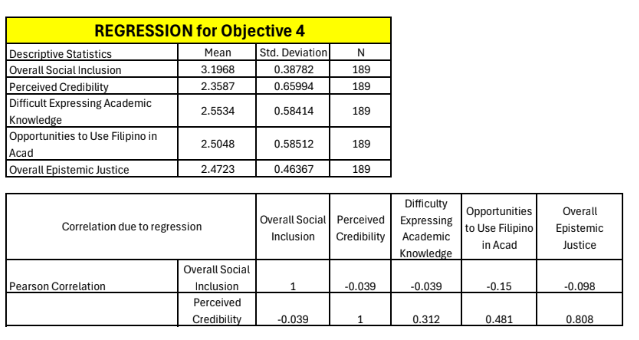 REGRESSION for Objective 4
Descriptive Statistics Mean Std. Deviation N
Overall Social Inclusion 3.1968 0.38782 189
Perceived Credibility 2.3587 0.65994 189
Difficult Expressing Academic
Knowledge 2.5534 0.58414 189
Opportunities to Use Filipino in
Acad 2.5048 0.58512 189
Overall Epistemic Justice 2.4723 0.46367 189
Correlation due to regression Overall Social Inclusion Perceived Credibility Difficulty Expressing Academic Knowledge Opportunities to Use Filipino in Acad Overall Epistemic Justice
Pearson Correlation Overall Social Inclusion 1 -0.039 -0.039 -0.15 -0.098
Perceived Credibility -0.039 1 0.312 0.481 0.808